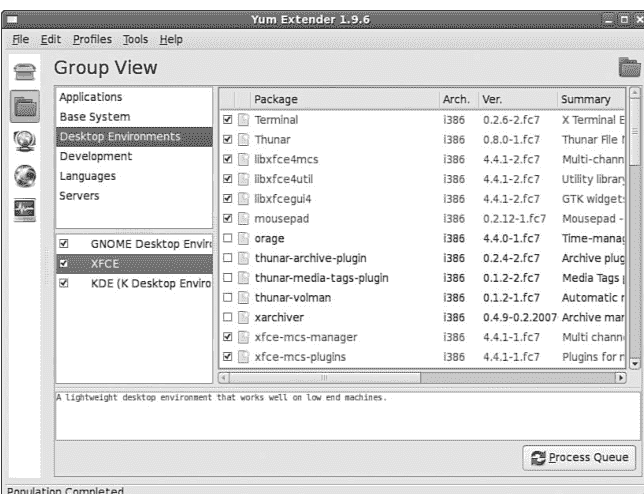 Yum Extender 1.9.6
File Edit Profiles Tools Help
Group View
Applications
Base System
Desktop Environments
Development
Languages
Servers
GNOME Desktop Enviro
XFCE
KDE (K Desktop Enviro
Package Arch. Ver. Summary
Terminal i386 0.2.6-2.fc7 X Terminal E
Thunar i386 0.8.0-1.fc7 Thunar File M
libxfce4mcs i386 4.4.1-2.fc7 Multi-chann
libxfce4util i386 4.4.1-2.fc7 Utility library
libxfcegui4 i386 4.4.1-2.fc7 GTK widget
mousepad i386 0.2.12-1.fc7 Mousepad -
orage i386 4.4.0-1.fc7 Time-manag
thunar-archive-plugin i386 0.2.4-2.fc7 Archive plug
thunar-media-tags-plugin i386 0.1.2-2.fc7 Media Tags
thunar-volman i386 0.1.2-1.fc7 Automatic
xarchiver i386 0.4.9-0.2.2007 Archive man
xfce-mcs-manager i386 4.4.1-1.fc7 Multi chann
xfce-mcs-plugins i386 4.4.1-1.fc7 Plugins for
A lightweight desktop environment that works well on low end machines.
Process Queue
Population Completed